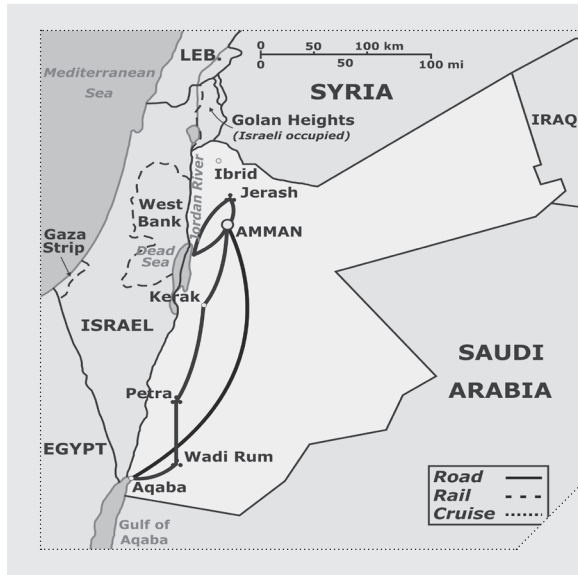 LEB.
0 50 100 km
0 50 100 mi
Mediterranean
Sea
SYRIA
Golan Heights
(Israeli occupied)
IRAQ
Ibrid
Jerash
Jordan River
West
Bank
AMMAN
Gaza
Strip
Dead
Sea
Kerak
ISRAEL
SAUDI
ARABIA
Petra
EGYPT
Wadi Rum
Aqaba
Gulf of
Aqaba
Road
Rail
Cruise